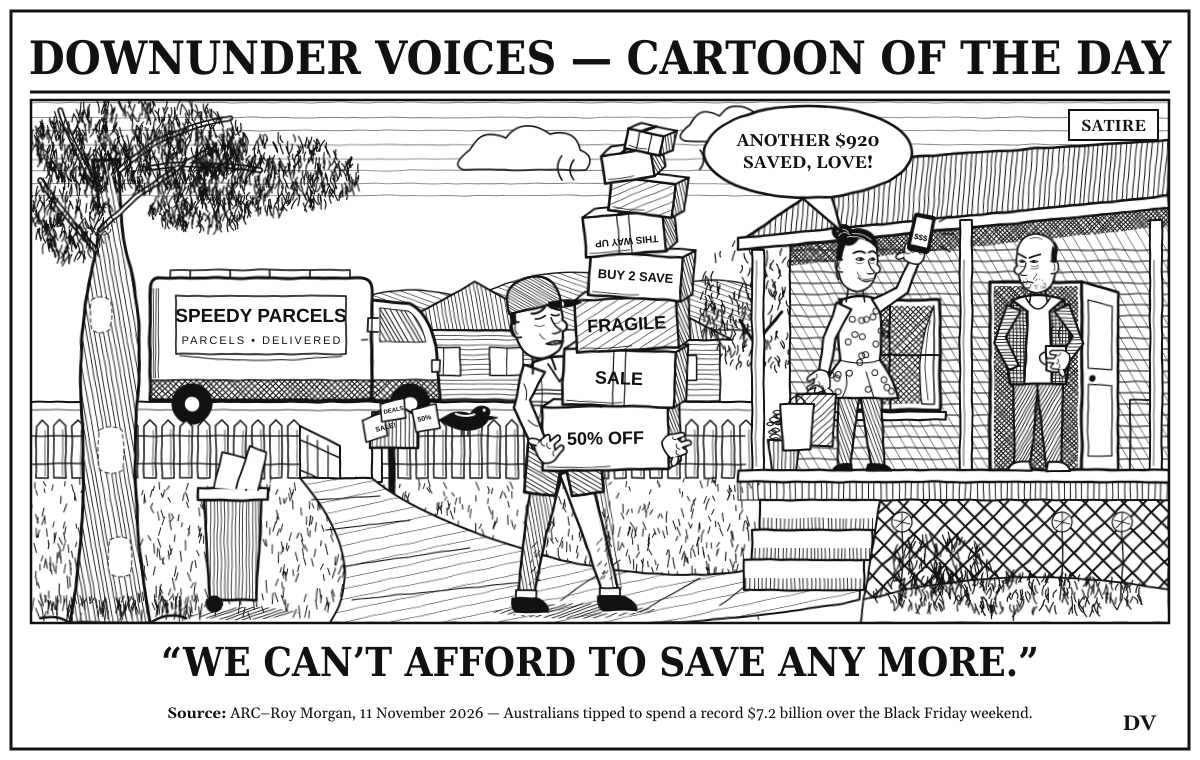 DOWNUNDER VOICES — CARTOON OF THE DAY
SATIRE
ANOTHER $920
SAVED, LOVE!
$$$
THIS WAY UP
BUY 2 SAVE
FRAGILE
SALE
50% OFF
SPEEDY PARCELS
PARCELS • DELIVERED
DEALS
SALE!
50%
“WE CAN’T AFFORD TO SAVE ANY MORE.”
Source: ARC–Roy Morgan, 11 November 2026 — Australians tipped to spend a record $7.2 billion over the Black Friday weekend.
DV